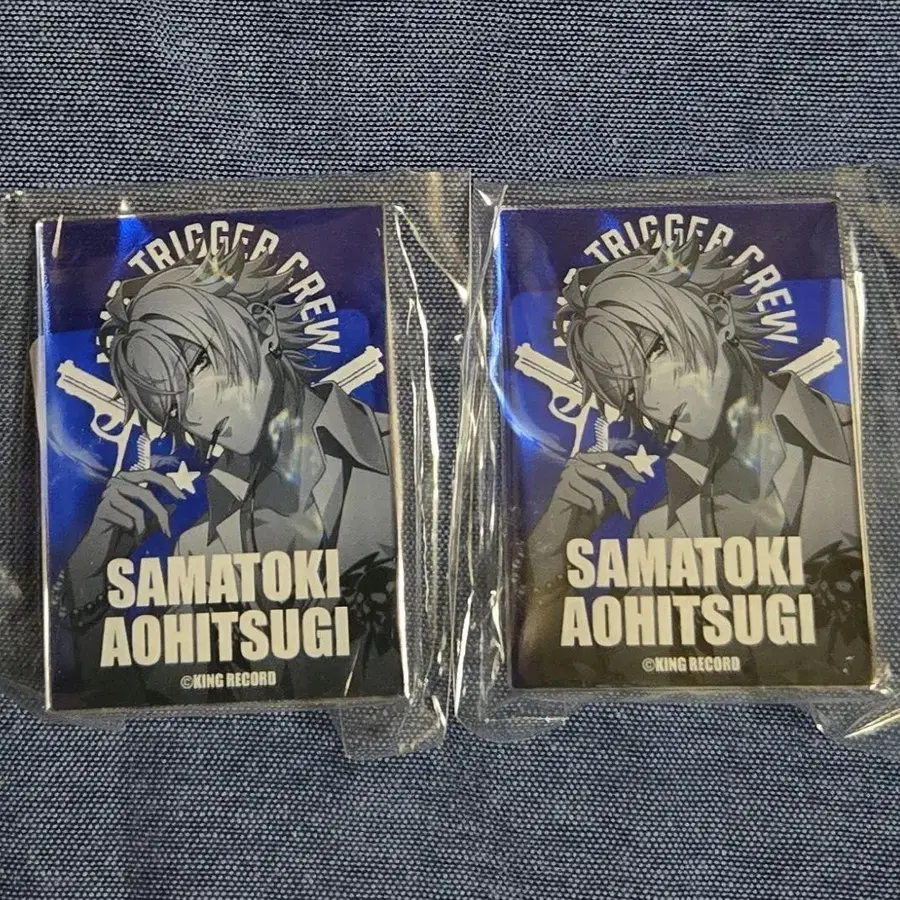 TRIGGER CREW
SAMATOKI
AOHITSUGI
©KING RECORD
TRIGGER CREW
SAMATOKI
AOHITSUGI
©KING RECORD